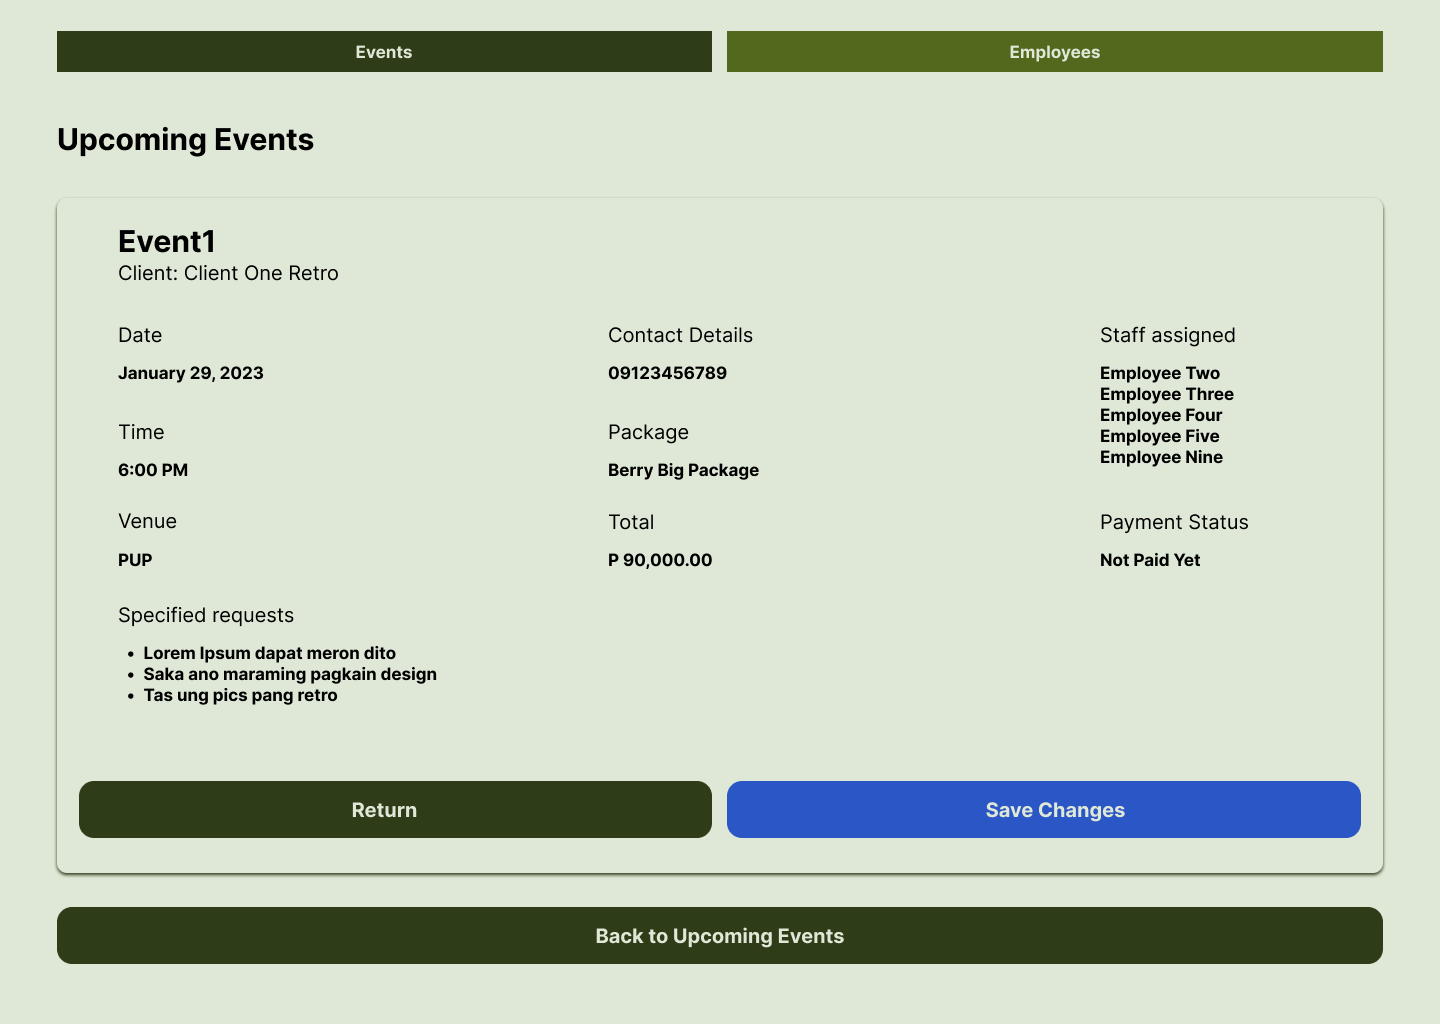 Events
Employees
Upcoming Events
Event1
Client: Client One Retro
Date
January 29, 2023
Contact Details
09123456789
Staff assigned
Employee Two
Employee Three
Employee Four
Employee Five
Employee Nine
Time
6:00 PM
Package
Berry Big Package
Venue
PUP
Total
P 90,000.00
Payment Status
Not Paid Yet
Specified requests
• Lorem Ipsum dapat meron dito
• Saka ano maraming pagkain design
• Tas ung pics pang retro
Return
Save Changes
Back to Upcoming Events